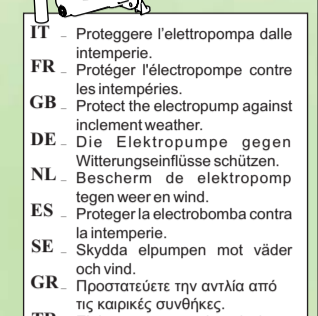 IT – Proteggere l'elettropompa dalle
intemperie.
FR – Protéger l'électropompe contre
les intempéries.
GB – Protect the electropump against
inclement weather.
DE – Die Elektropumpe gegen
Witterungseinflüsse schützen.
NL – Bescherm de elektropomp
tegen weer en wind.
ES – Proteger la electrobomba contra
la intemperie.
SE – Skydda elpumpen mot väder
och vind.
GR – Προστατεύετε την αντλία από
τις καιρικές συνθήκες.